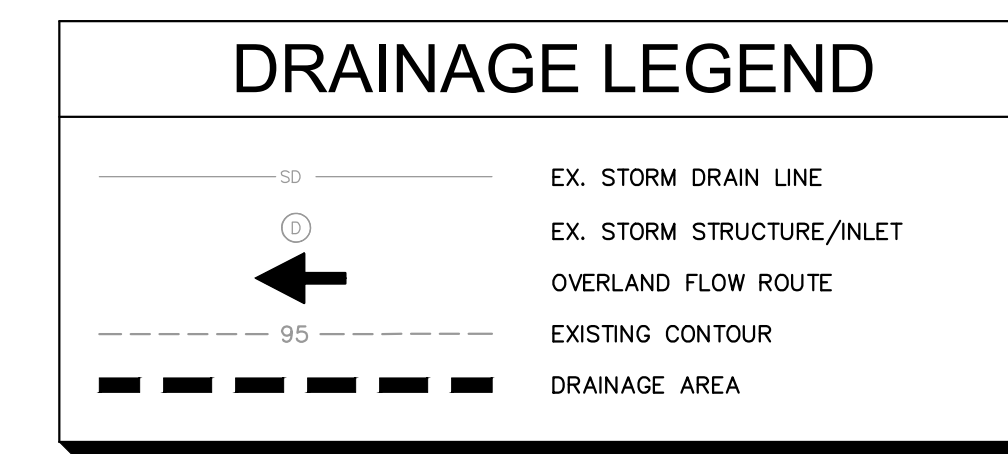 DRAINAGE LEGEND
SD EX. STORM DRAIN LINE
D EX. STORM STRUCTURE/INLET
OVERLAND FLOW ROUTE
95 EXISTING CONTOUR
DRAINAGE AREA